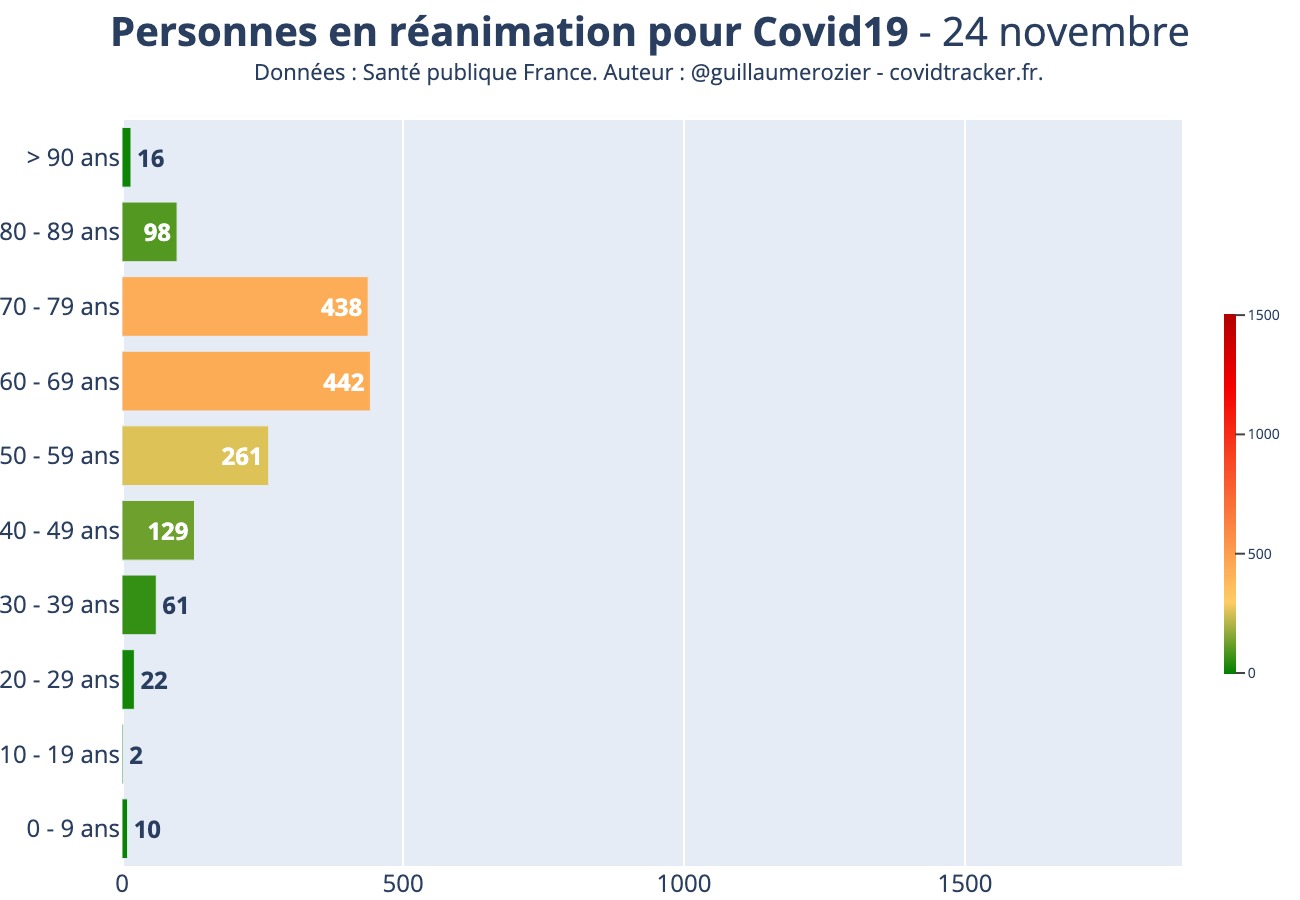 Personnes en réanimation pour Covid19 - 24 novembre
Données : Santé publique France. Auteur : @guillaumerozier - covidtracker.fr.
> 90 ans 16
80 - 89 ans 98
70 - 79 ans 438
60 - 69 ans 442
50 - 59 ans 261
40 - 49 ans 129
30 - 39 ans 61
20 - 29 ans 22
10 - 19 ans 2
0 - 9 ans 10
0 500 1000 1500
1500
1000
500
0